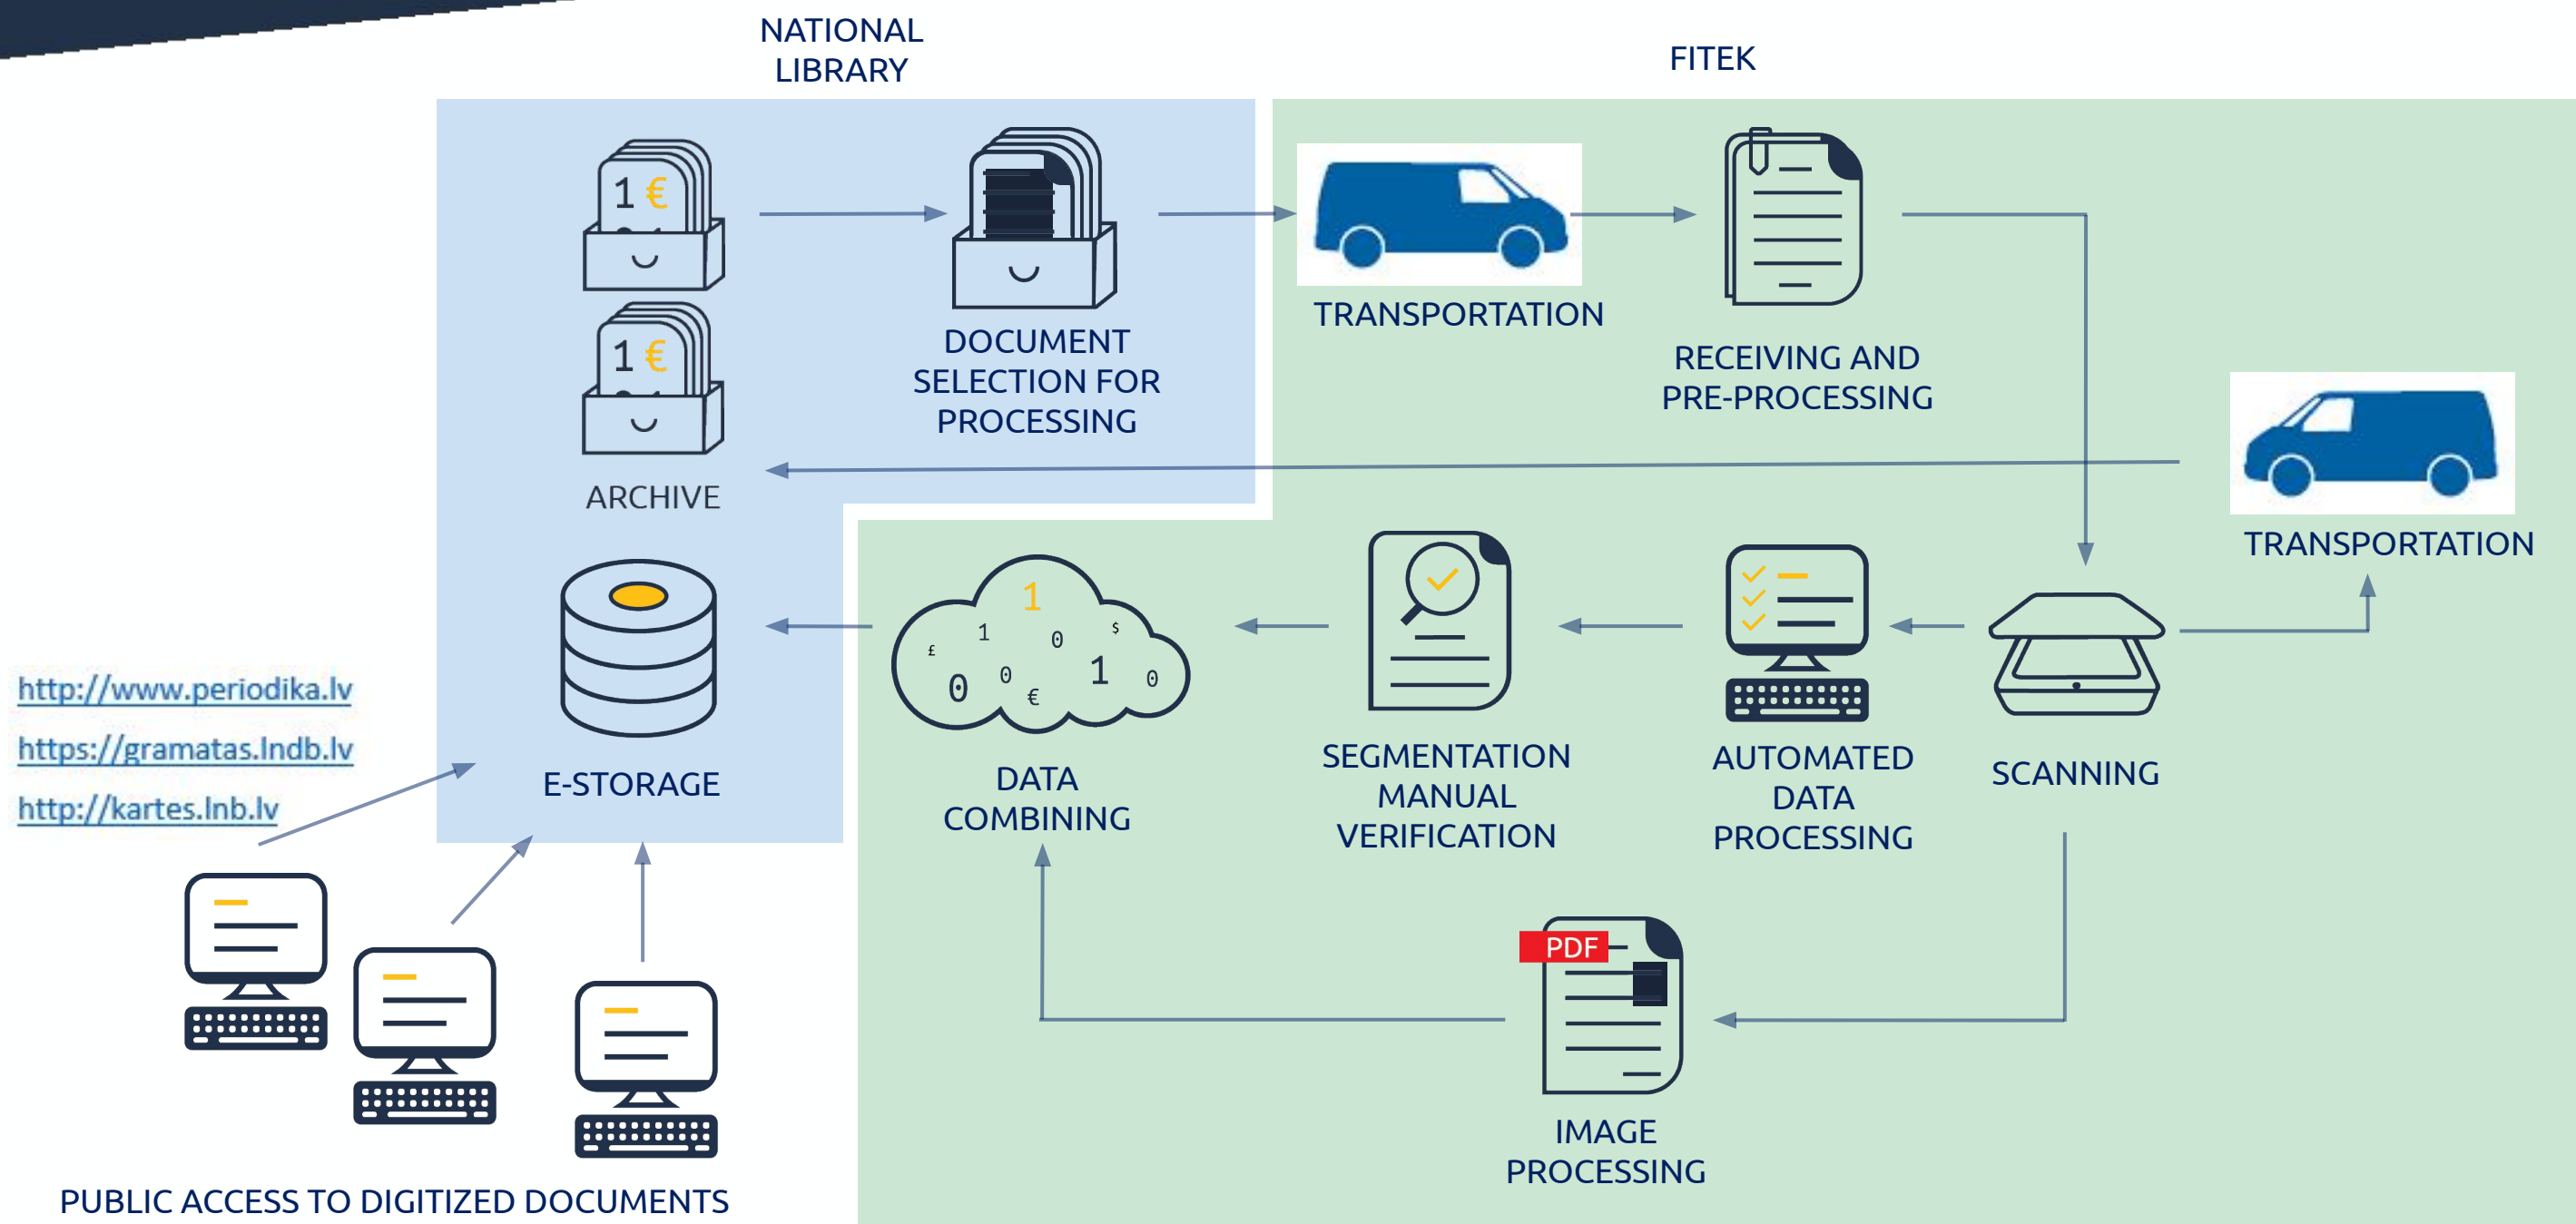 NATIONAL
LIBRARY
FITEK
1 €
1 €
ARCHIVE
DOCUMENT
SELECTION FOR
PROCESSING
TRANSPORTATION
RECEIVING AND
PRE-PROCESSING
TRANSPORTATION
SCANNING
AUTOMATED
DATA
PROCESSING
SEGMENTATION
MANUAL
VERIFICATION
1
1 0 $
£
0 0 € 1 0
DATA
COMBINING
E-STORAGE
PDF
IMAGE
PROCESSING
http://www.periodika.lv
https://gramatas.lndb.lv
http://kartes.lnb.lv
PUBLIC ACCESS TO DIGITIZED DOCUMENTS